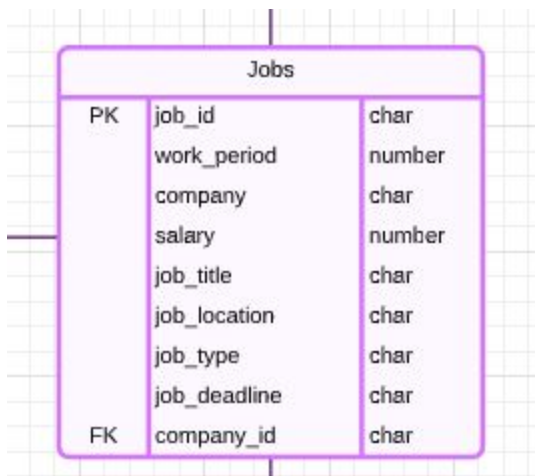 Jobs
PK job_id char
work_period number
company char
salary number
job_title char
job_location char
job_type char
job_deadline char
FK company_id char